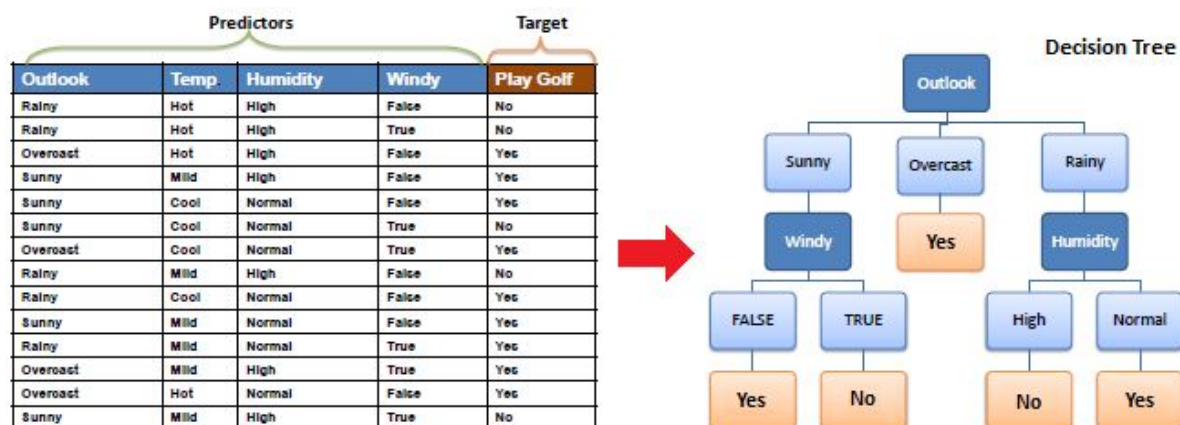 Predictors Target
Outlook Temp. Humidity Windy Play Golf
Rainy Hot High False No
Rainy Hot High True No
Overcast Hot High False Yes
Sunny Mild High False Yes
Sunny Cool Normal False Yes
Sunny Cool Normal True No
Overcast Cool Normal True Yes
Rainy Mild High False No
Rainy Cool Normal False Yes
Sunny Mild Normal False Yes
Rainy Mild Normal True Yes
Overcast Mild High True Yes
Overcast Hot Normal False Yes
Sunny Mild High True No
Decision Tree
Outlook
Sunny Overcast Rainy
Windy Yes Humidity
FALSE TRUE High Normal
Yes No No Yes